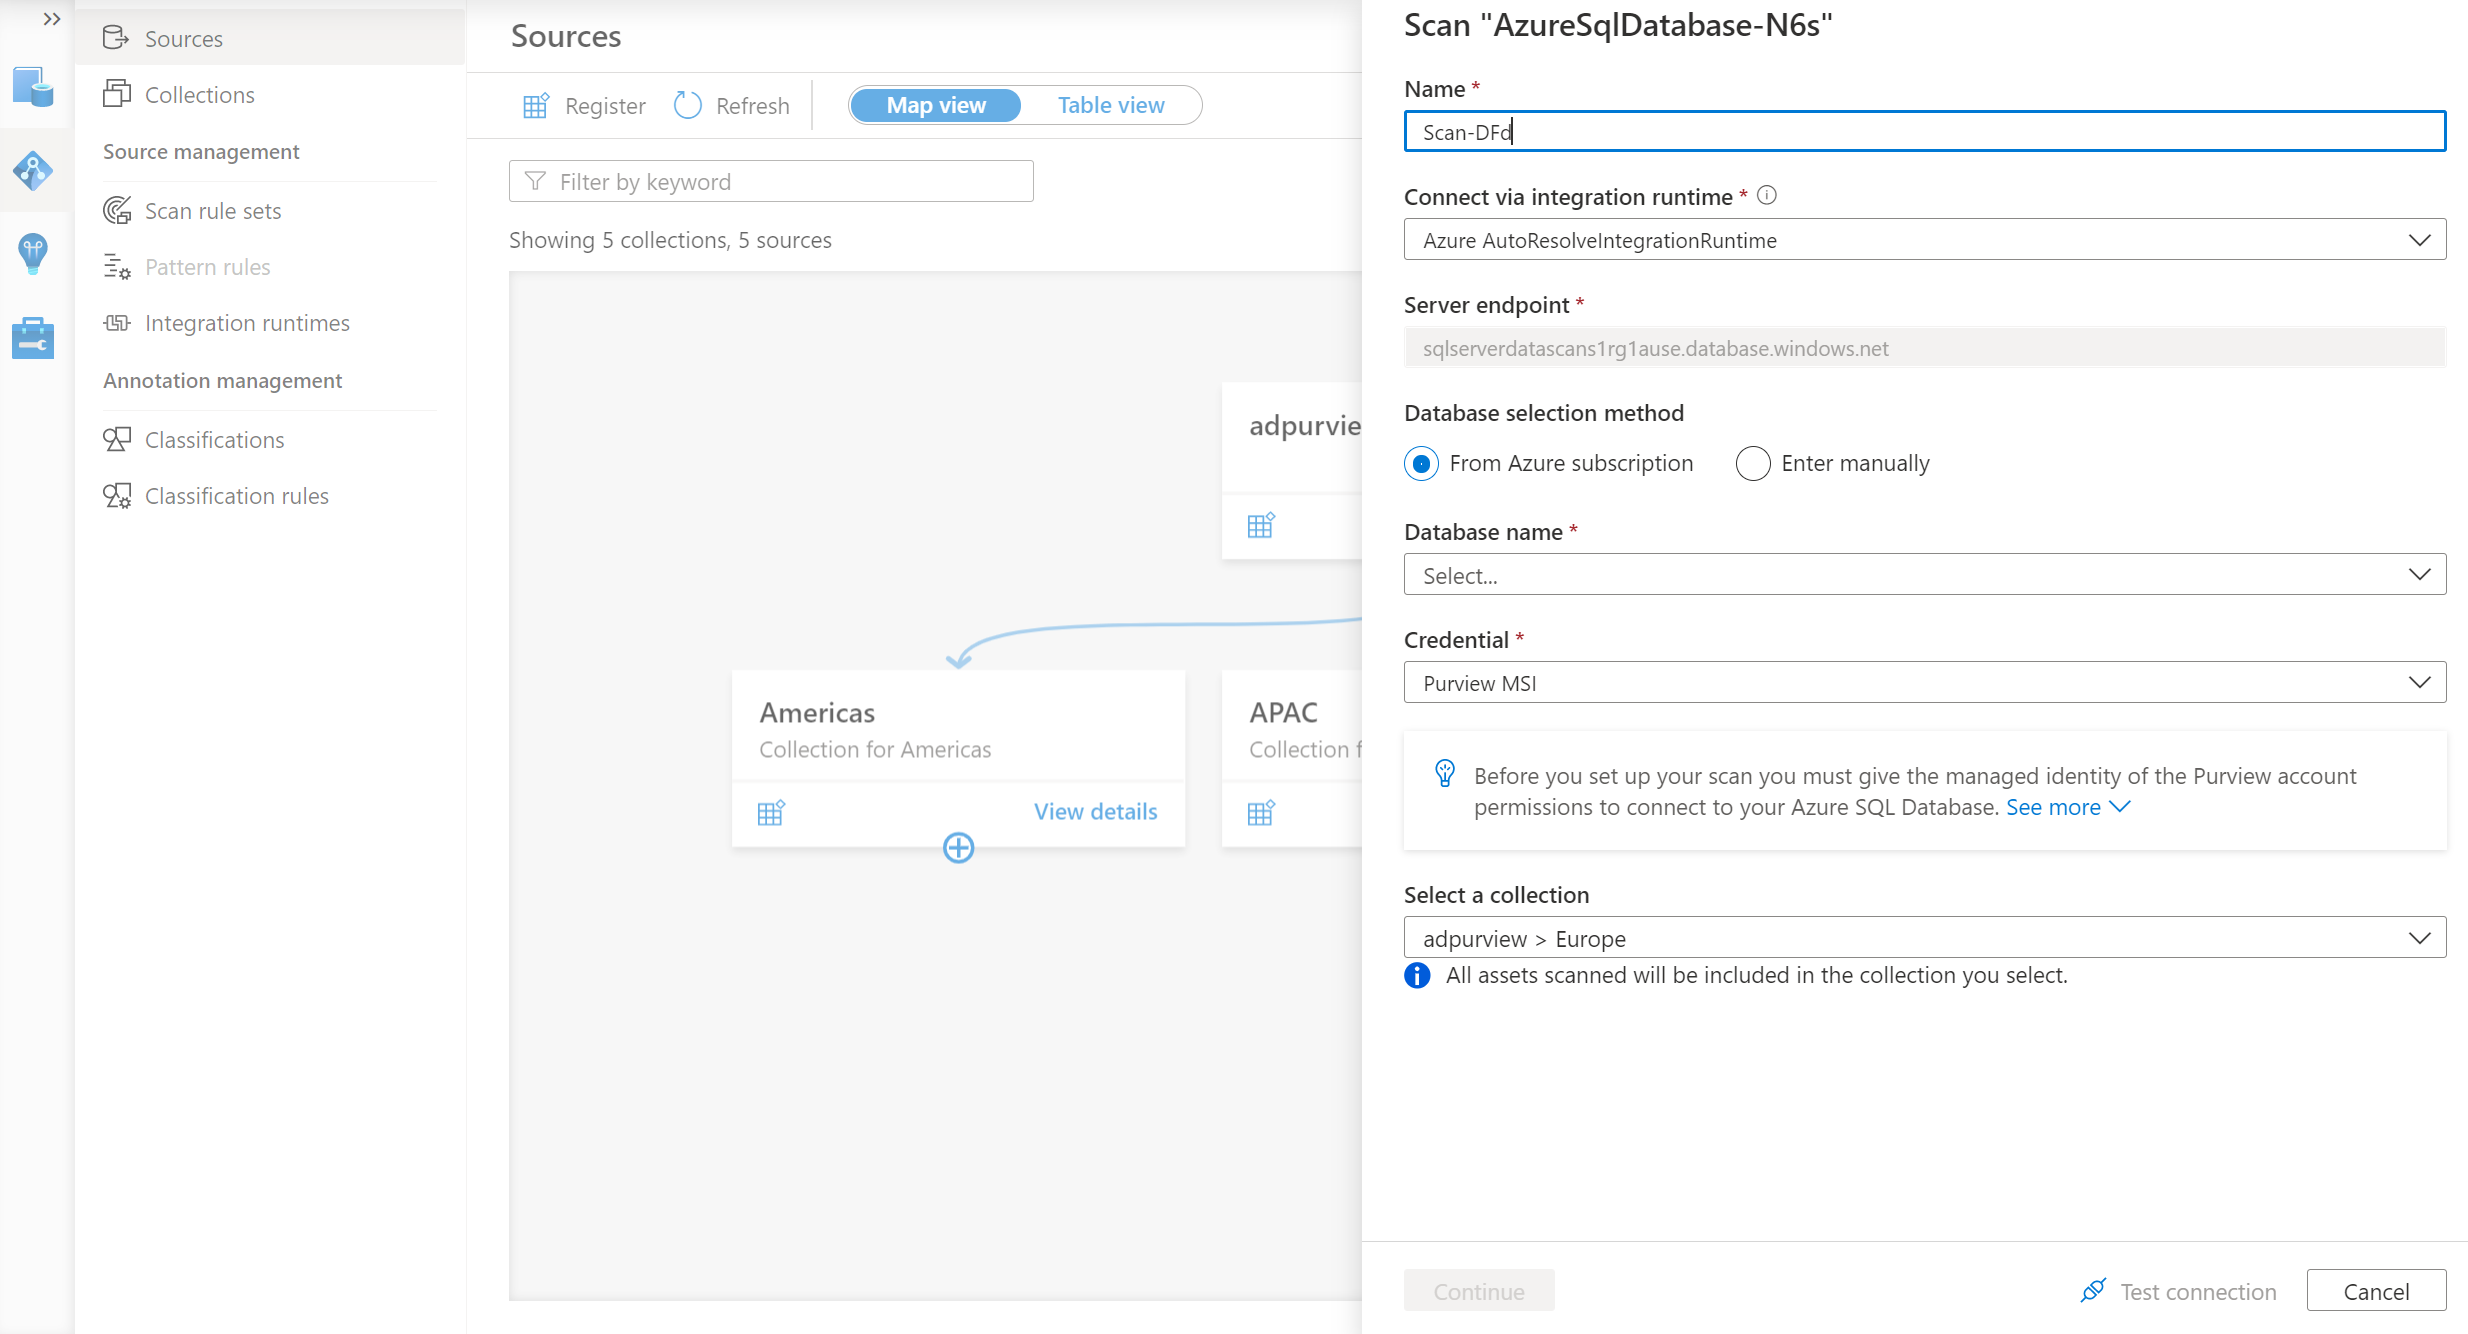 Sources
Collections
Source management
Scan rule sets
Pattern rules
Integration runtimes
Annotation management
Classifications
Classification rules
Sources
Register
Refresh
Map view
Table view
Filter by keyword
Showing 5 collections, 5 sources
adpurvie
Americas
Collection for Americas
View details
APAC
Collection f
Scan "AzureSqlDatabase-N6s"
Name *
Scan-DFd
Connect via integration runtime *
Azure AutoResolveIntegrationRuntime
Server endpoint *
sqlserverdatascans1rg1ause.database.windows.net
Database selection method
From Azure subscription
Enter manually
Database name *
Select...
Credential *
Purview MSI
Before you set up your scan you must give the managed identity of the Purview account
permissions to connect to your Azure SQL Database. See more
Select a collection
adpurview > Europe
All assets scanned will be included in the collection you select.
Continue
Test connection
Cancel